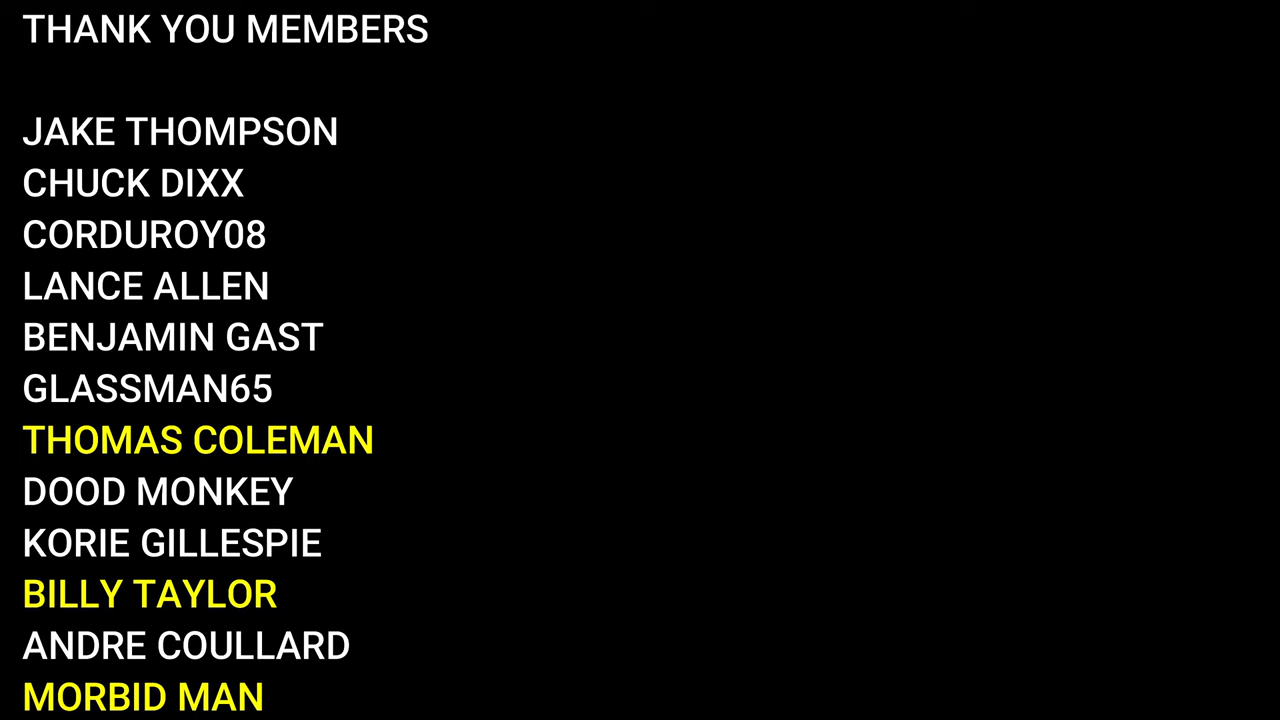 THANK YOU MEMBERS
JAKE THOMPSON
CHUCK DIXX
CORDUROY08
LANCE ALLEN
BENJAMIN GAST
GLASSMAN65
THOMAS COLEMAN
DOOD MONKEY
KORIE GILLESPIE
BILLY TAYLOR
ANDRE COULLARD
MORBID MAN